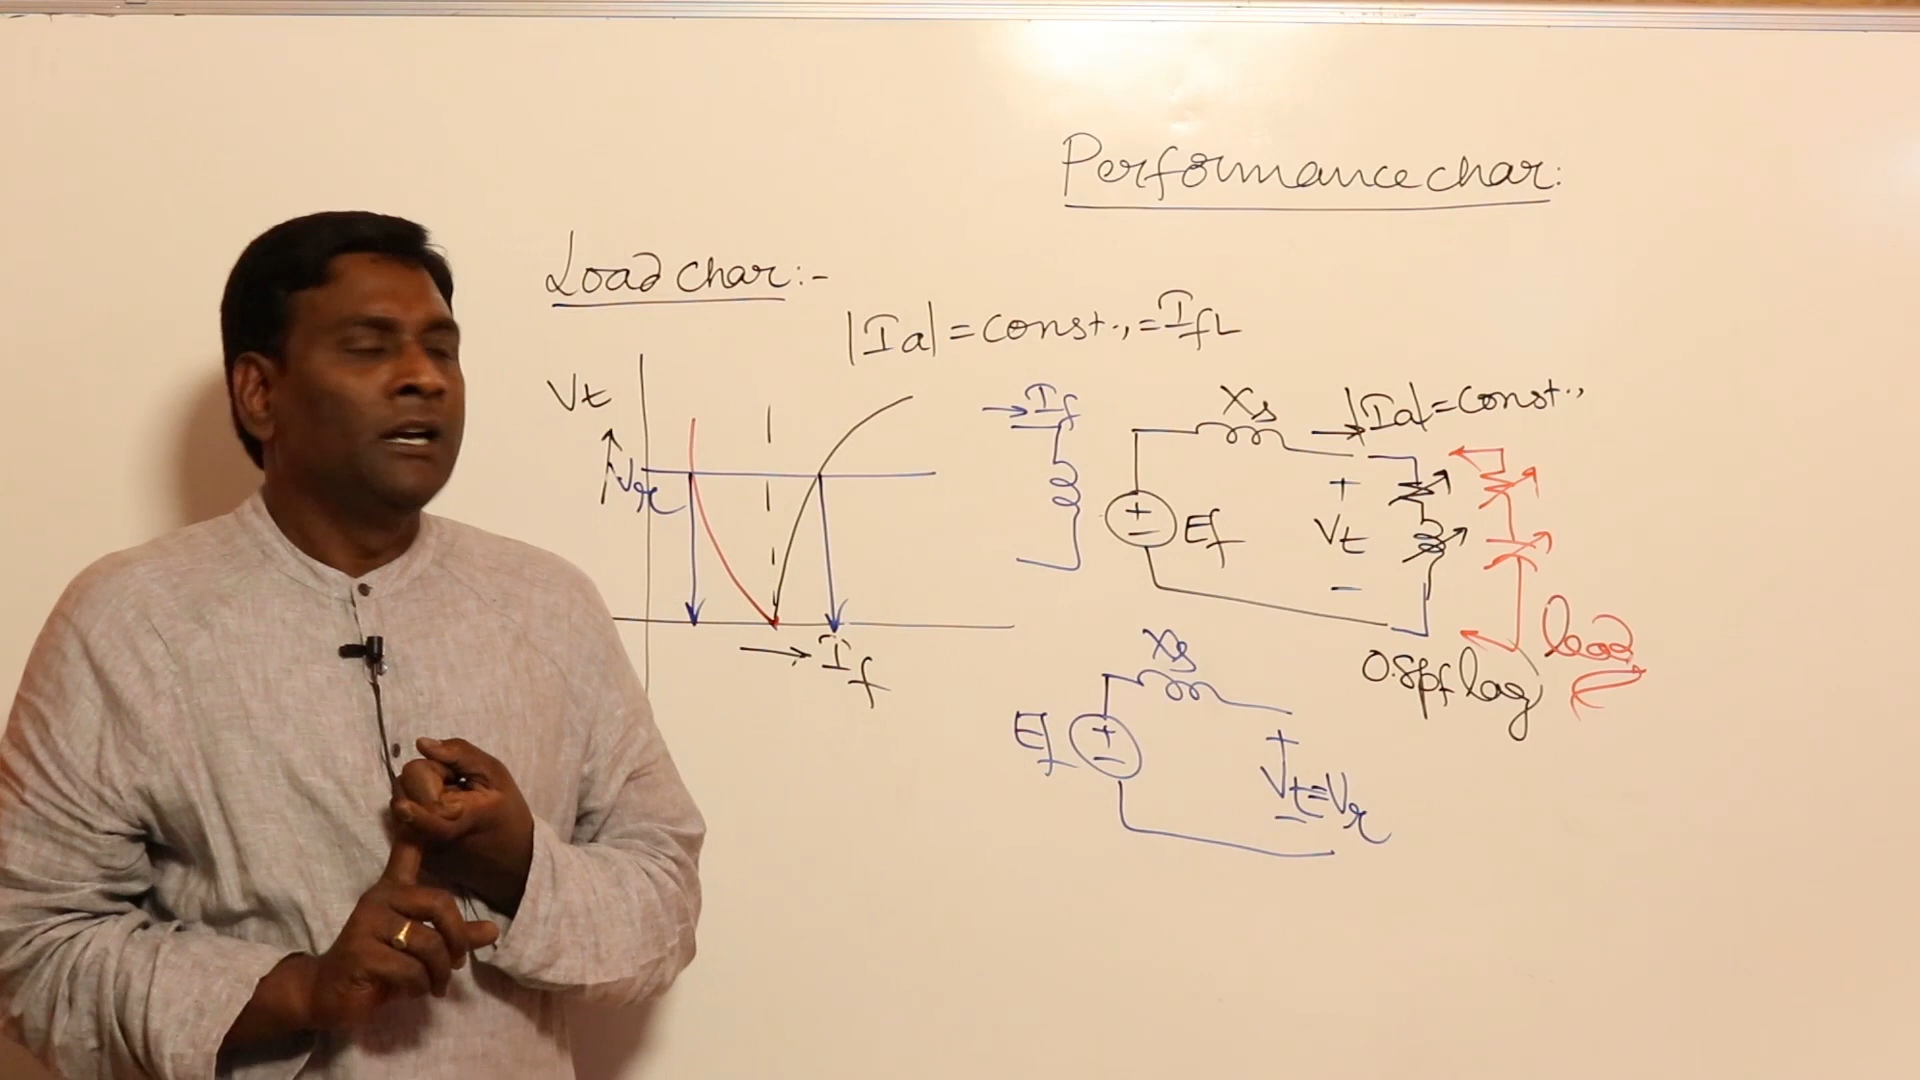 Performance char:
Load char:-
|Ia| = const., = IfL
Vt
Vr
If
If
Xs
|Ia| = const.,
+
-
Ef
+
Vt
-
0.8pf lag
lead
Xs
Ef
+
-
+
Vt = Vr
-